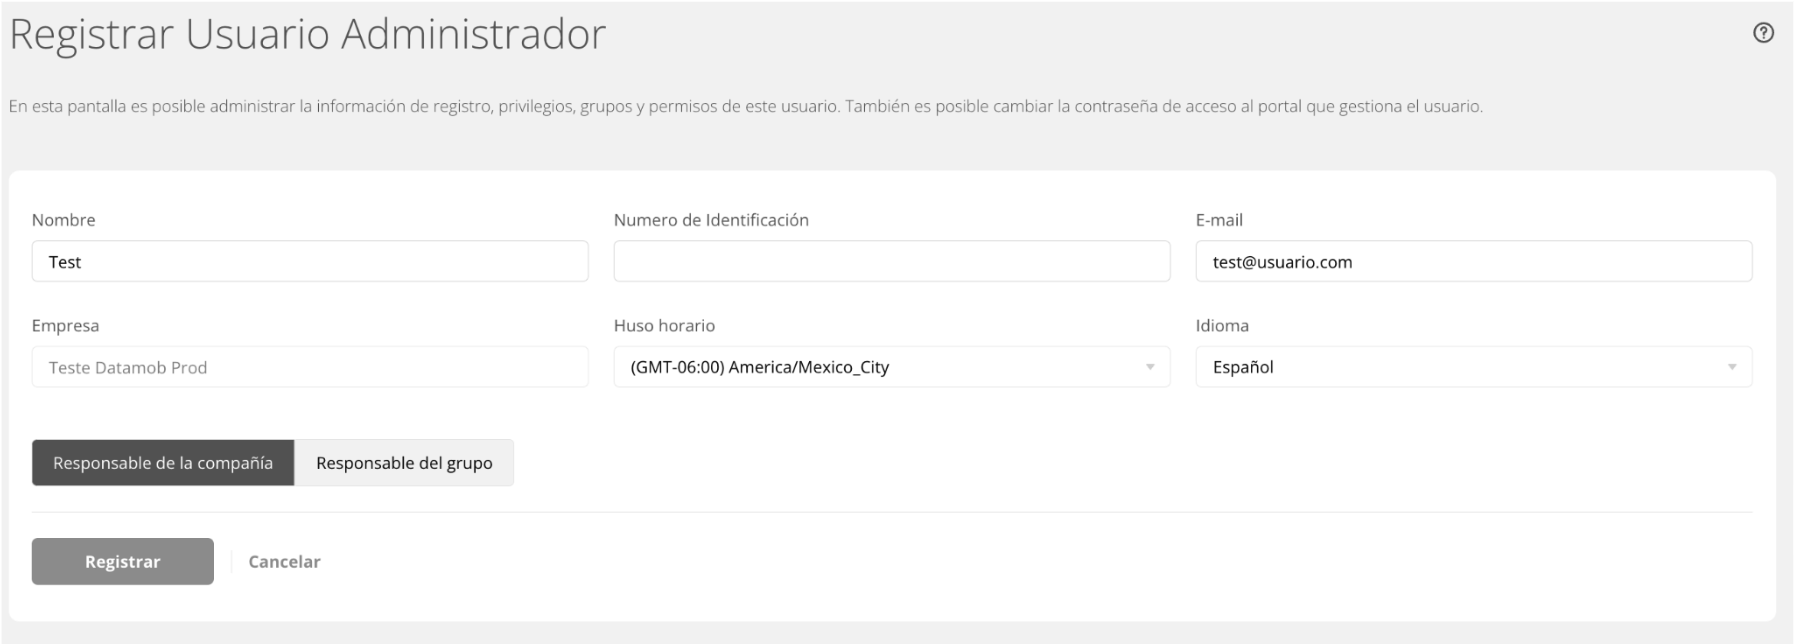 Registrar Usuario Administrador
En esta pantalla es posible administrar la información de registro, privilegios, grupos y permisos de este usuario. También es posible cambiar la contraseña de acceso al portal que gestiona el usuario.
Nombre
Numero de Identificación
E-mail
Test
test@usuario.com
Empresa
Huso horario
Idioma
Teste Datamob Prod
(GMT-06:00) America/Mexico_City
Español
Responsable de la compañía
Responsable del grupo
Registrar
Cancelar